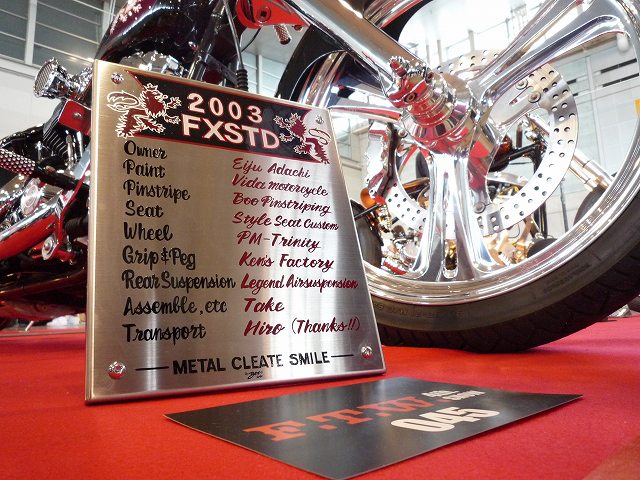 2003
FXSTD
Owner Eiju Adachi
Paint Vida motorcycle
Pinstripe Boo Pinstriping
Seat Style Seat Custom
Wheel PM-Trinity
Grip&Peg Ken's Factory
Rear Suspension Legend Airsuspension
Assemble, etc Take
Transport Hiro (Thanks!!)
METAL CLEATE SMILE
F.T.W
045